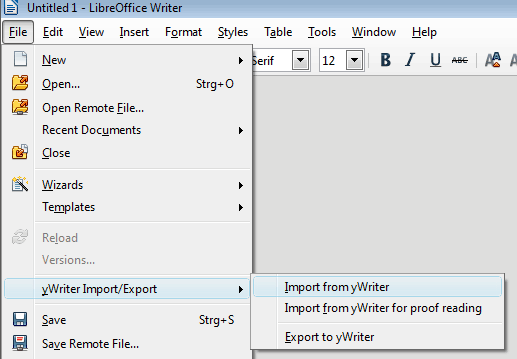 Untitled 1 - LibreOffice Writer
File Edit View Insert Format Styles Table Tools Window Help
New
Serif 12 B I U ABC A A
Open... Strg+O
Open Remote File...
Recent Documents
Close
Wizards
Templates
Reload
Versions...
yWriter Import/Export
Import from yWriter
Import from yWriter for proof reading
Save Strg+S
Export to yWriter
Save Remote File...